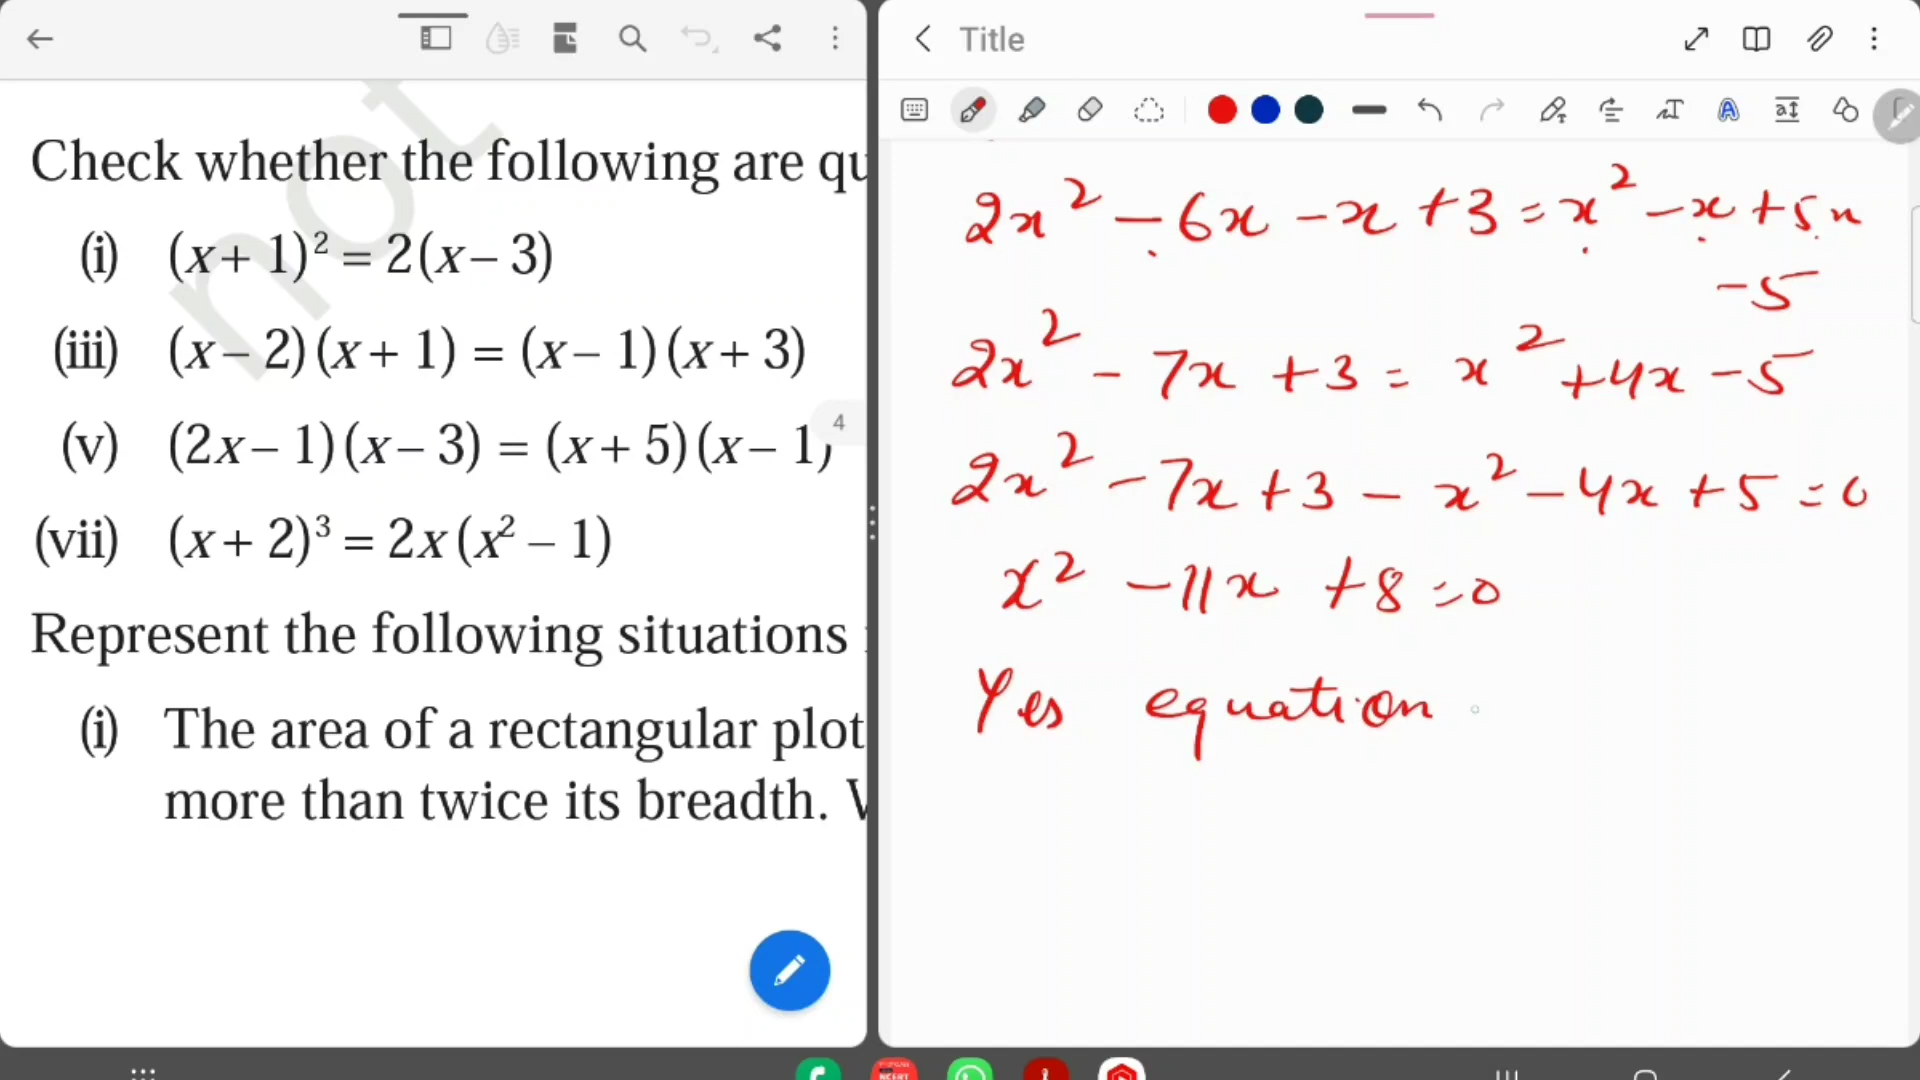 Title
not
Check whether the following are qu
(i) (x + 1)² = 2(x – 3)
(iii) (x – 2)(x + 1) = (x – 1)(x + 3)
(v) (2x – 1)(x – 3) = (x + 5)(x – 1)
4
(vii) (x + 2)³ = 2x (x² – 1)
Represent the following situations
(i) The area of a rectangular plot
more than twice its breadth.
2x² - 6x - x + 3 = x² - x + 5x
- 5
2x² - 7x + 3 = x² + 4x - 5
2x² - 7x + 3 - x² - 4x + 5 = 0
x² - 11x + 8 = 0
Yes equation
NCERT